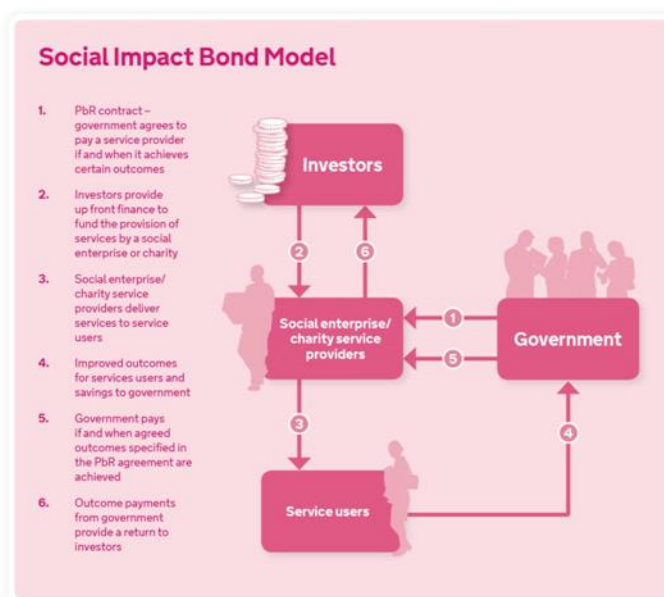 Social Impact Bond Model
1. PbR contract –
government agrees to
pay a service provider
if and when it achieves
certain outcomes
2. Investors provide
up front finance to
fund the provision of
services by a social
enterprise or charity
3. Social enterprise/
charity service
providers deliver
services to service
users
4. Improved outcomes
for services users and
savings to government
5. Government pays
if and when agreed
outcomes specified in
the PbR agreement are
achieved
6. Outcome payments
from government
provide a return to
investors
Investors
2
6
Social enterprise/
charity service
providers
1
5
Government
3
4
Service users